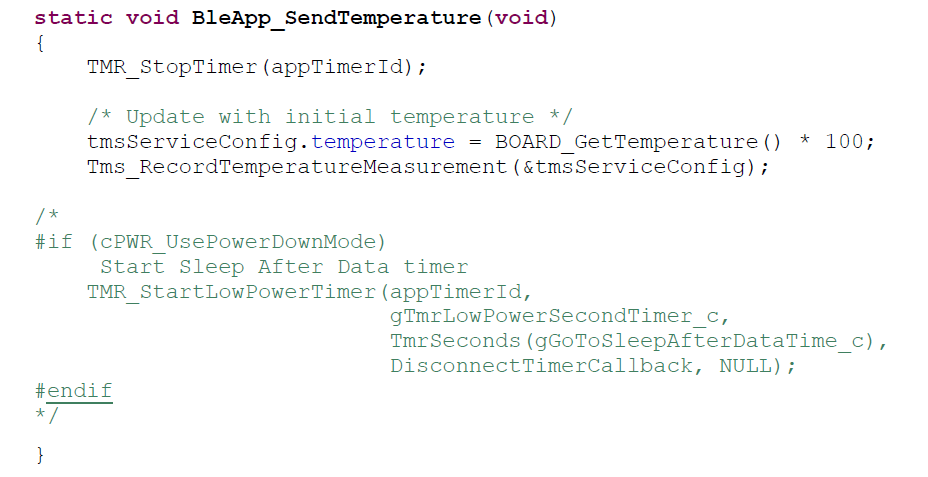 static void BleApp_SendTemperature(void)
{
    TMR_StopTimer(appTimerId);

    /* Update with initial temperature */
    tmsServiceConfig.temperature = BOARD_GetTemperature() * 100;
    Tms_RecordTemperatureMeasurement(&tmsServiceConfig);

/*
#if (cPWR_UsePowerDownMode)
     Start Sleep After Data timer
    TMR_StartLowPowerTimer(appTimerId,
                           gTmrLowPowerSecondTimer_c,
                           TmrSeconds(gGoToSleepAfterDataTime_c),
                           DisconnectTimerCallback, NULL);
#endif
*/

}